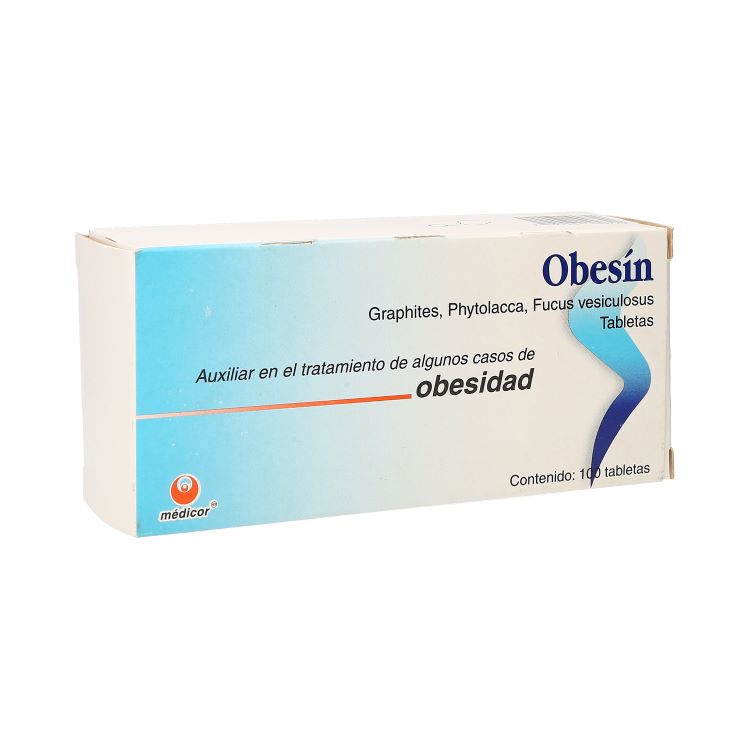 Obesín
Graphites, Phytolacca, Fucus vesiculosus
Tabletas
Auxiliar en el tratamiento de algunos casos de
obesidad
médicor
Contenido: 100 tabletas